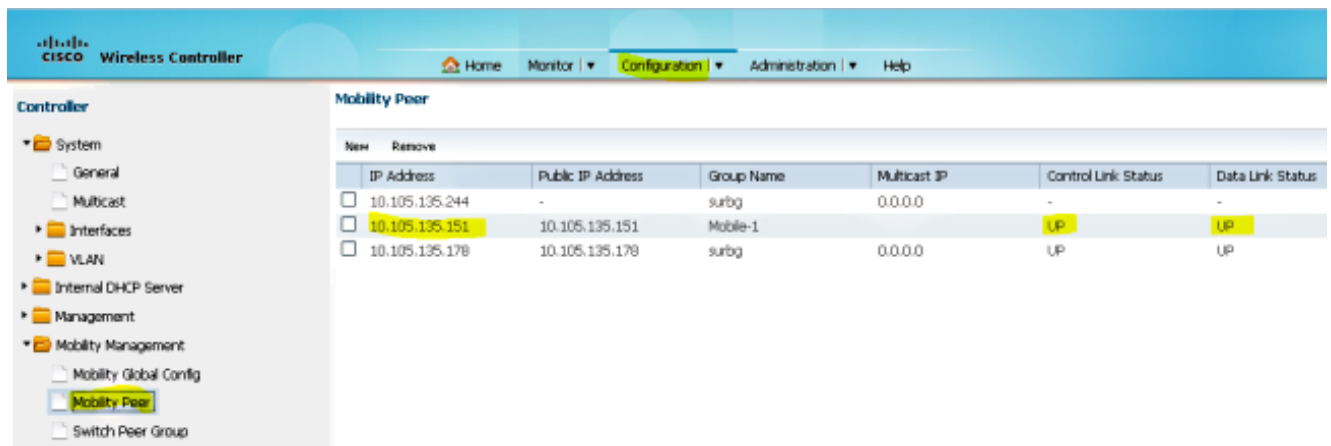 CISCO Wireless Controller
Home Monitor Configuration Administration Help
Controller
System
General
Multicast
Interfaces
VLAN
Internal DHCP Server
Management
Mobility Management
Mobility Global Config
Mobility Peer
Switch Peer Group
Mobility Peer
New Remove
IP Address Public IP Address Group Name Multicast IP Control Link Status Data Link Status
10.105.135.244 - surbg 0.0.0.0 - -
10.105.135.151 10.105.135.151 Mobile-1 UP UP
10.105.135.178 10.105.135.178 surbg 0.0.0.0 UP UP